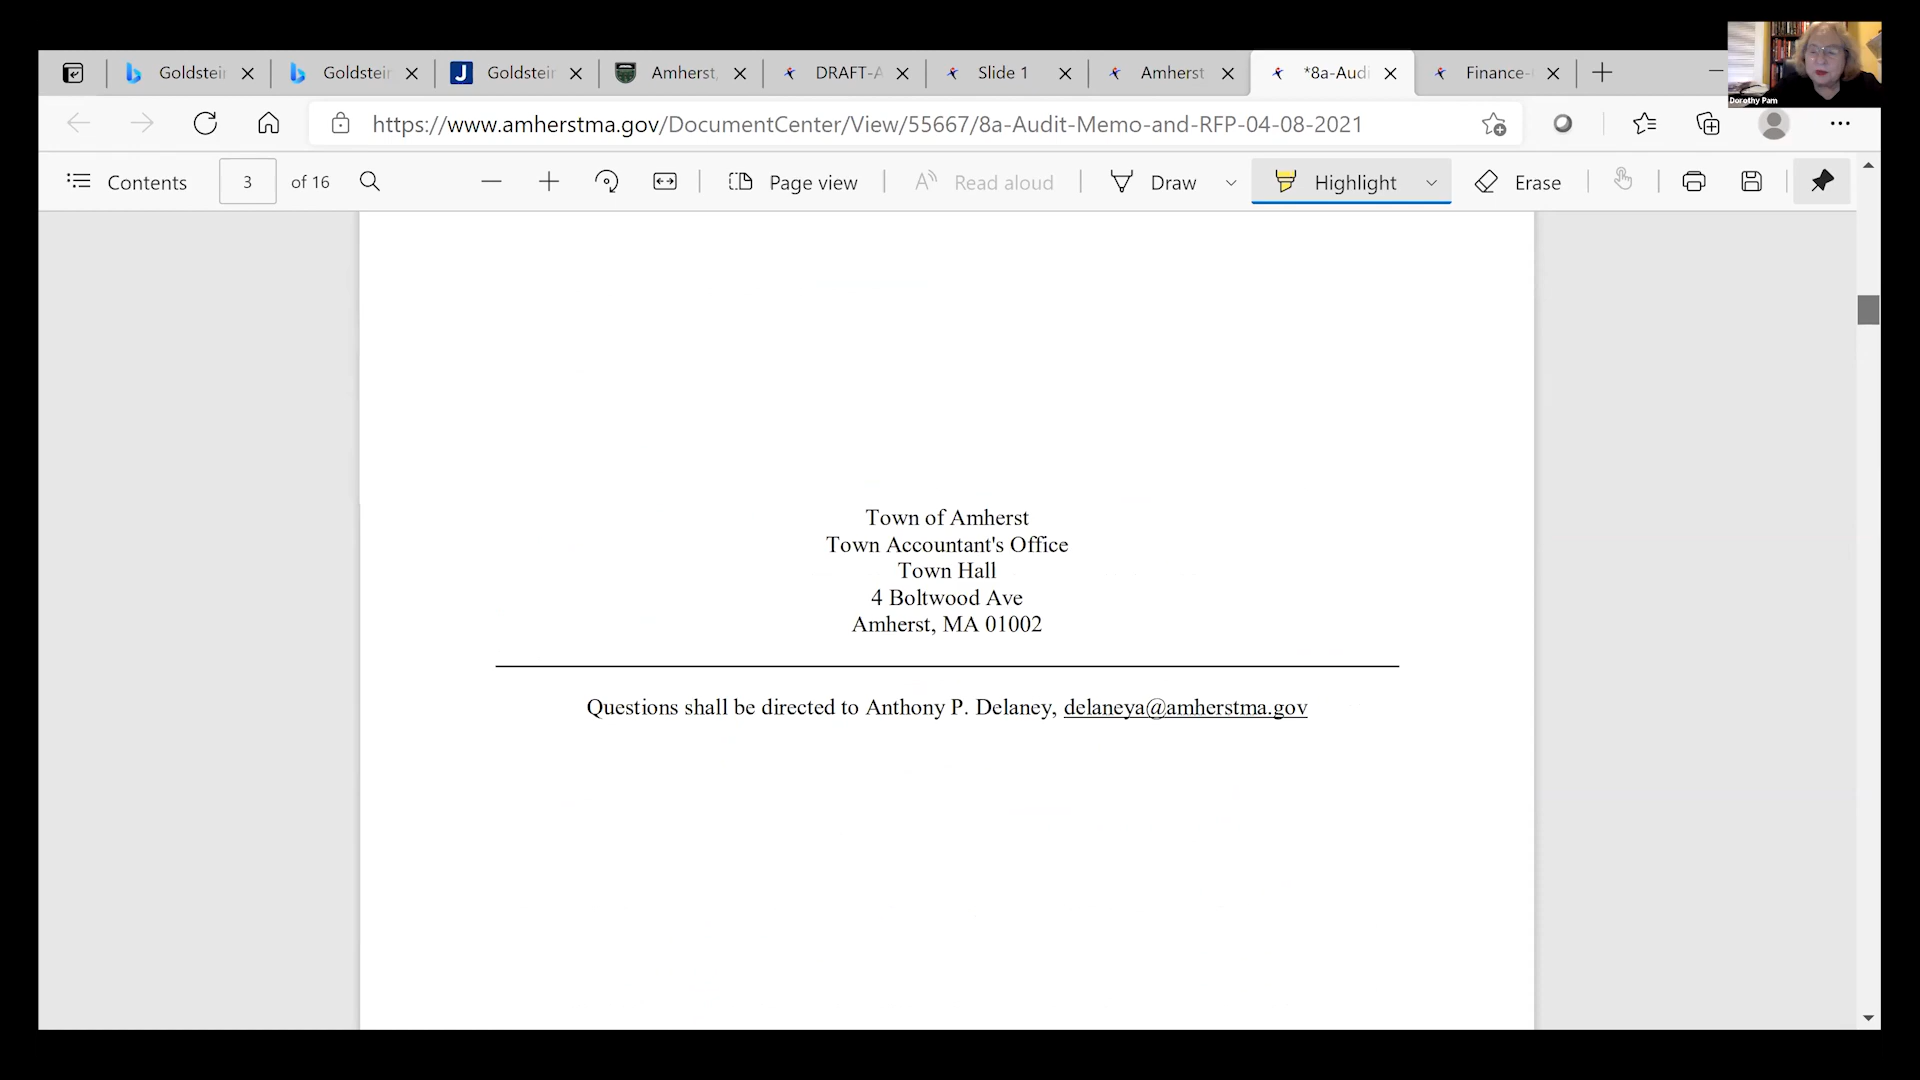 Goldstein
Goldstein
Goldstein
Amherst,
DRAFT-A
Slide 1
Amherst
*8a-Audi
Finance-
Dorothy Pam
https://www.amherstma.gov/DocumentCenter/View/55667/8a-Audit-Memo-and-RFP-04-08-2021
Contents 3 of 16 Page view Read aloud Draw Highlight Erase
Town of Amherst
Town Accountant's Office
Town Hall
4 Boltwood Ave
Amherst, MA 01002
Questions shall be directed to Anthony P. Delaney, delaneya@amherstma.gov